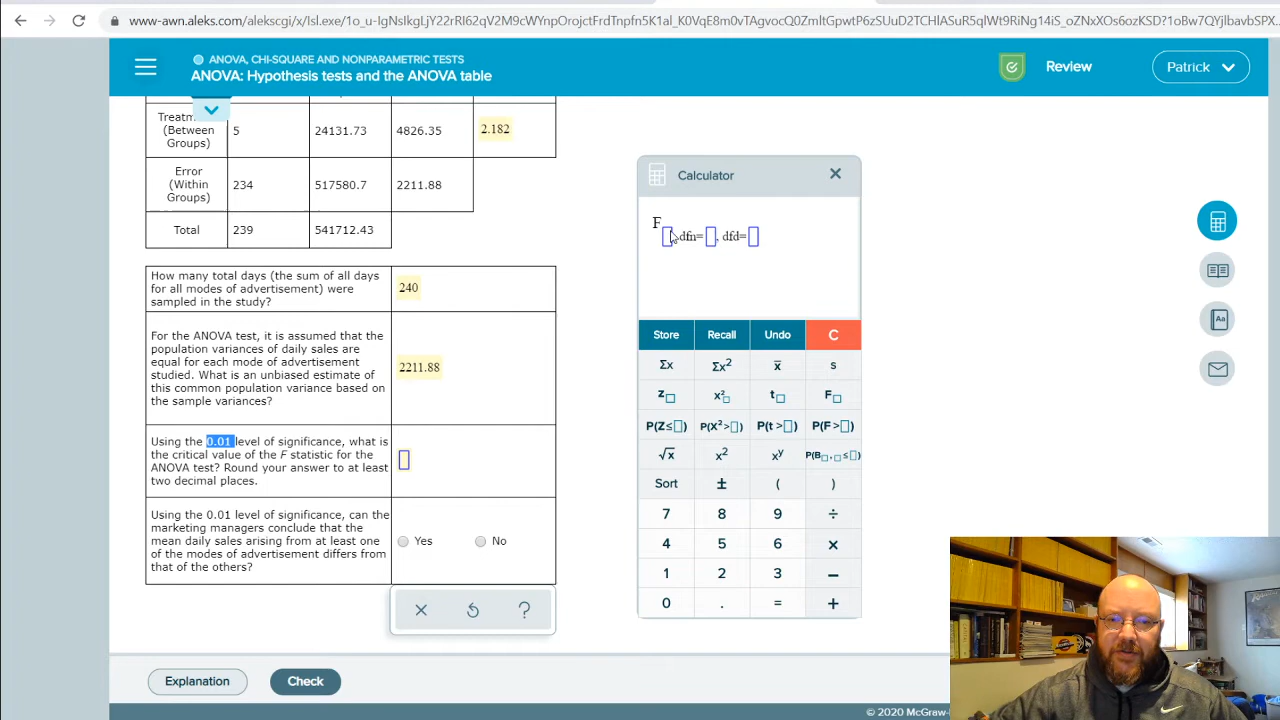 www-awn.aleks.com/alekscgi/x/Isl.exe/1o_u-IgNsIkgLjY22rRI62qV2M9cWYnpOrojctFrdTnpfn5K1al_K0VqE8m0vTAgvocQ0ZmltGpwtP6zSUuD2TCHlASuR5qlWt9RiNg14iS_oZNxXOs6ozKSD?1oBw7QYjlbavbSPX
ANOVA, CHI-SQUARE AND NONPARAMETRIC TESTS
ANOVA: Hypothesis tests and the ANOVA table
Review
Patrick
Treatm
(Between
Groups)
5
24131.73
4826.35
2.182
Error
(Within
Groups)
234
517580.7
2211.88
Total
239
541712.43
How many total days (the sum of all days
for all modes of advertisement) were
sampled in the study?
240
For the ANOVA test, it is assumed that the
population variances of daily sales are
equal for each mode of advertisement
studied. What is an unbiased estimate of
this common population variance based on
the sample variances?
2211.88
Using the 0.01 level of significance, what is
the critical value of the F statistic for the
ANOVA test? Round your answer to at least
two decimal places.
Using the 0.01 level of significance, can the
marketing managers conclude that the
mean daily sales arising from at least one
of the modes of advertisement differs from
that of the others?
Yes
No
Explanation
Check
Calculator
F
dfn= , dfd=
Store Recall Undo C
Σx Σx² x̄ s
z x² t F
P(Z≤ ) P(X²> ) P(t > ) P(F > )
√x x² xʸ P(B , ≤ )
Sort ± ( )
7 8 9 ÷
4 5 6 ×
1 2 3 −
0 . = +
Aa
© 2020 McGraw-